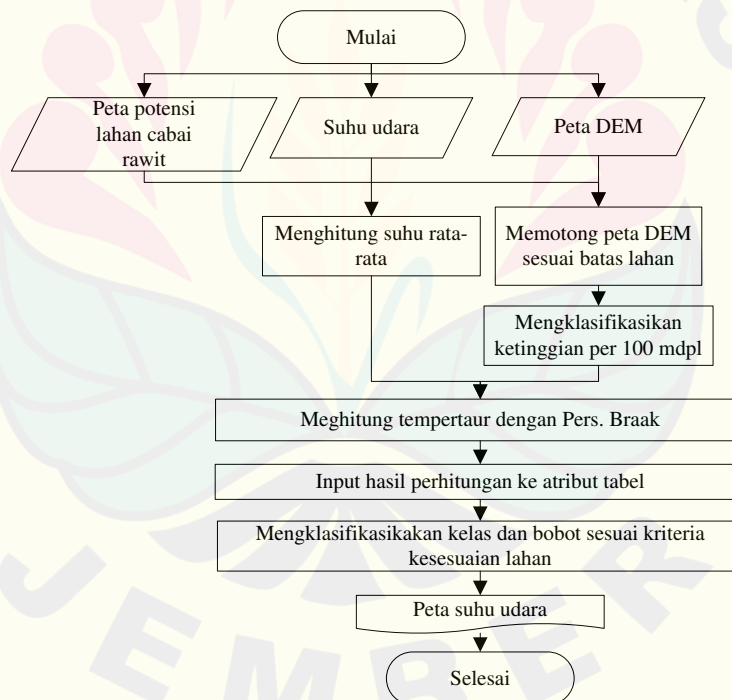 Mulai
Peta potensi
lahan cabai
rawit
Suhu udara
Peta DEM
Menghitung suhu rata-
rata
Memotong peta DEM
sesuai batas lahan
Mengklasifikasikan
ketinggian per 100 mdpl
Meghitung tempertaur dengan Pers. Braak
Input hasil perhitungan ke atribut tabel
Mengklasifikasikakan kelas dan bobot sesuai kriteria
kesesuaian lahan
Peta suhu udara
Selesai
JEMBER